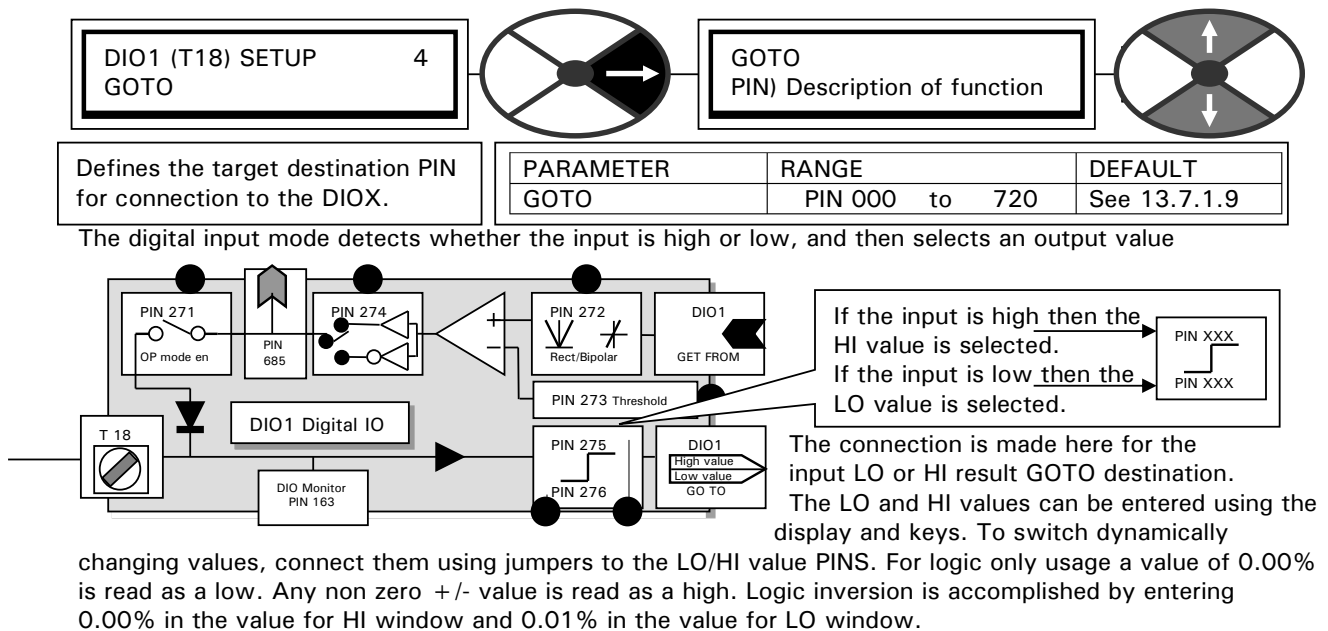 DIO1 (T18) SETUP 4
GOTO
GOTO
PIN) Description of function
Defines the target destination PIN
for connection to the DIOX.
PARAMETER RANGE DEFAULT
GOTO PIN 000 to 720 See 13.7.1.9
The digital input mode detects whether the input is high or low, and then selects an output value
PIN 271
OP mode en
PIN
685
PIN 274
+
−
PIN 272
Rect/Bipolar
DIO1
GET FROM
PIN 273 Threshold
DIO1 Digital IO
T 18
DIO Monitor
PIN 163
PIN 275
PIN 276
DIO1
High value
Low value
GO TO
If the input is high then the
HI value is selected.
If the input is low then the
LO value is selected.
PIN XXX
PIN XXX
The connection is made here for the
input LO or HI result GOTO destination.
The LO and HI values can be entered using the
display and keys. To switch dynamically
changing values, connect them using jumpers to the LO/HI value PINS. For logic only usage a value of 0.00%
is read as a low. Any non zero +/- value is read as a high. Logic inversion is accomplished by entering
0.00% in the value for HI window and 0.01% in the value for LO window.